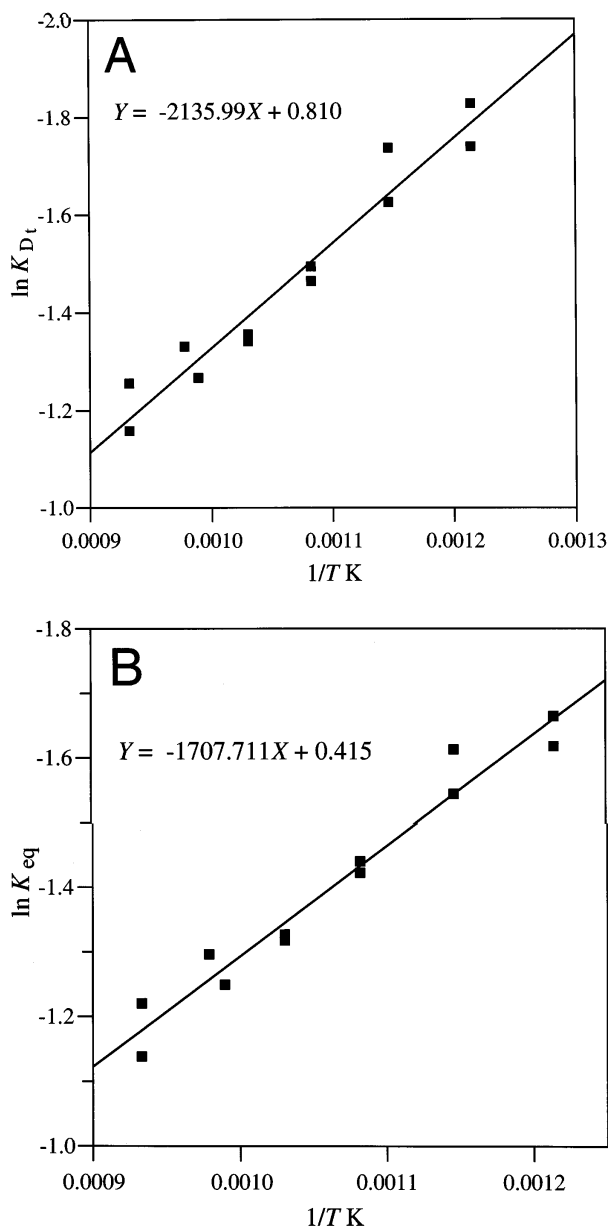 -2.0
A
Y = -2135.99X + 0.810
-1.8
-1.6
ln K Dt
-1.4
-1.2
-1.0
0.0009 0.0010 0.0011 0.0012 0.0013
1/T K
-1.8
B
Y = -1707.711X + 0.415
-1.6
ln K eq
-1.4
-1.2
-1.0
0.0009 0.0010 0.0011 0.0012
1/T K